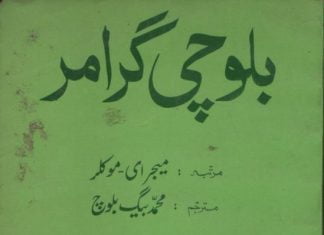 بلوچی گرامر
مرتبہ : میجر ای - موکلر
مترجم : محمد بیگ بلوچ